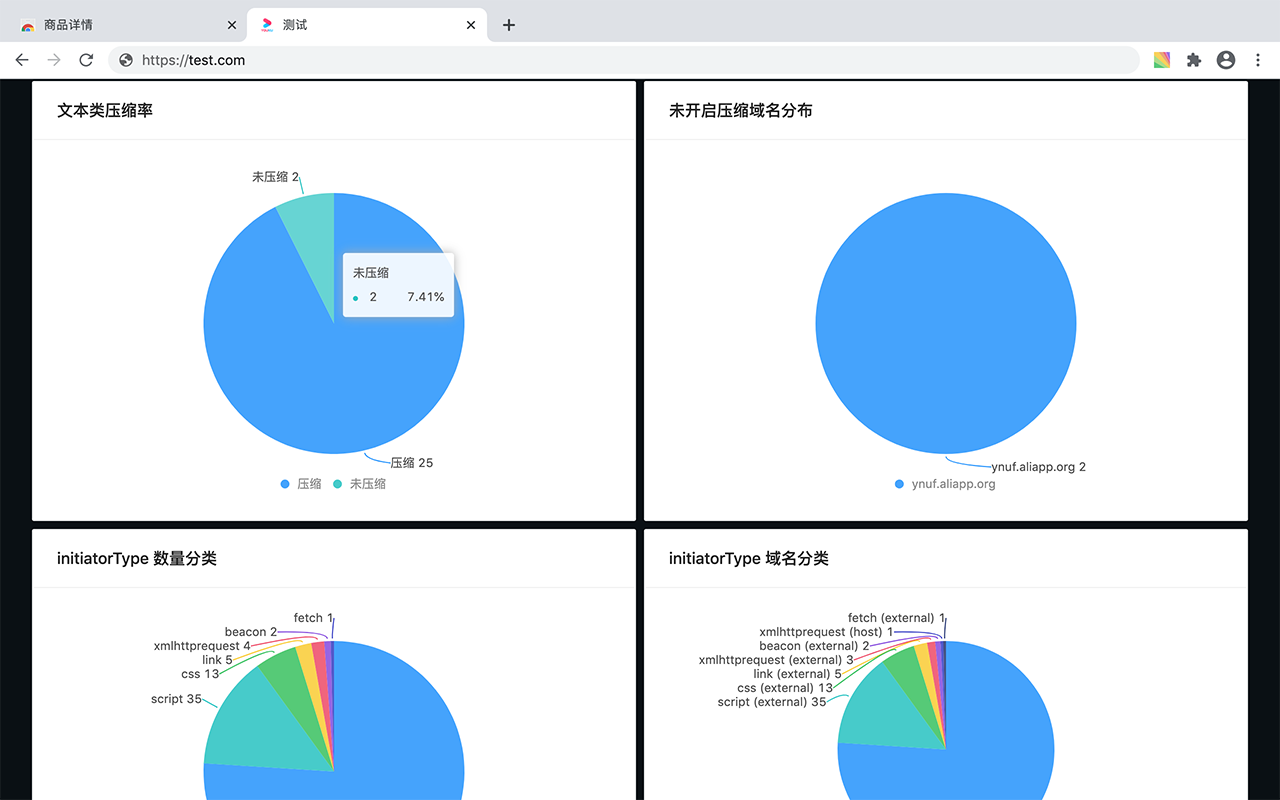 商品详情
测试
https://test.com
文本类压缩率
未压缩 2
未压缩
2 7.41%
压缩 25
压缩 未压缩
未开启压缩域名分布
ynuf.aliapp.org 2
ynuf.aliapp.org
initiatorType 数量分类
fetch 1
beacon 2
xmlhttprequest 4
link 5
css 13
script 35
initiatorType 域名分类
fetch (external) 1
xmlhttprequest (host) 1
beacon (external) 2
xmlhttprequest (external) 3
link (external) 5
css (external) 13
script (external) 35